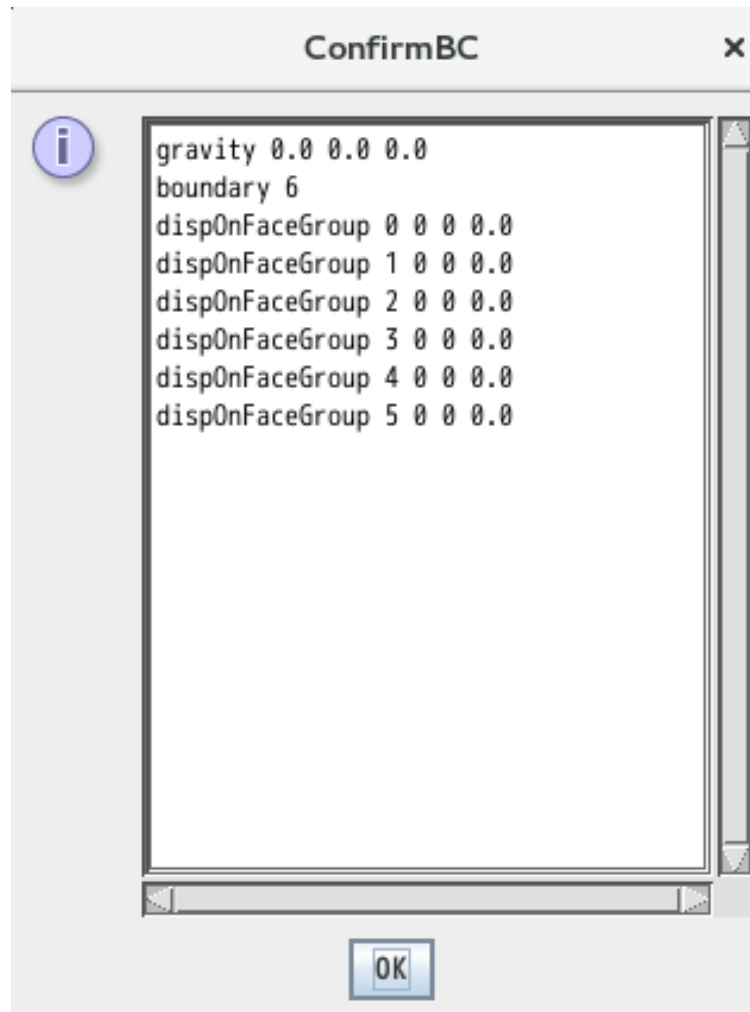 ConfirmBC
gravity 0.0 0.0 0.0
boundary 6
dispOnFaceGroup 0 0 0 0.0
dispOnFaceGroup 1 0 0 0.0
dispOnFaceGroup 2 0 0 0.0
dispOnFaceGroup 3 0 0 0.0
dispOnFaceGroup 4 0 0 0.0
dispOnFaceGroup 5 0 0 0.0
OK